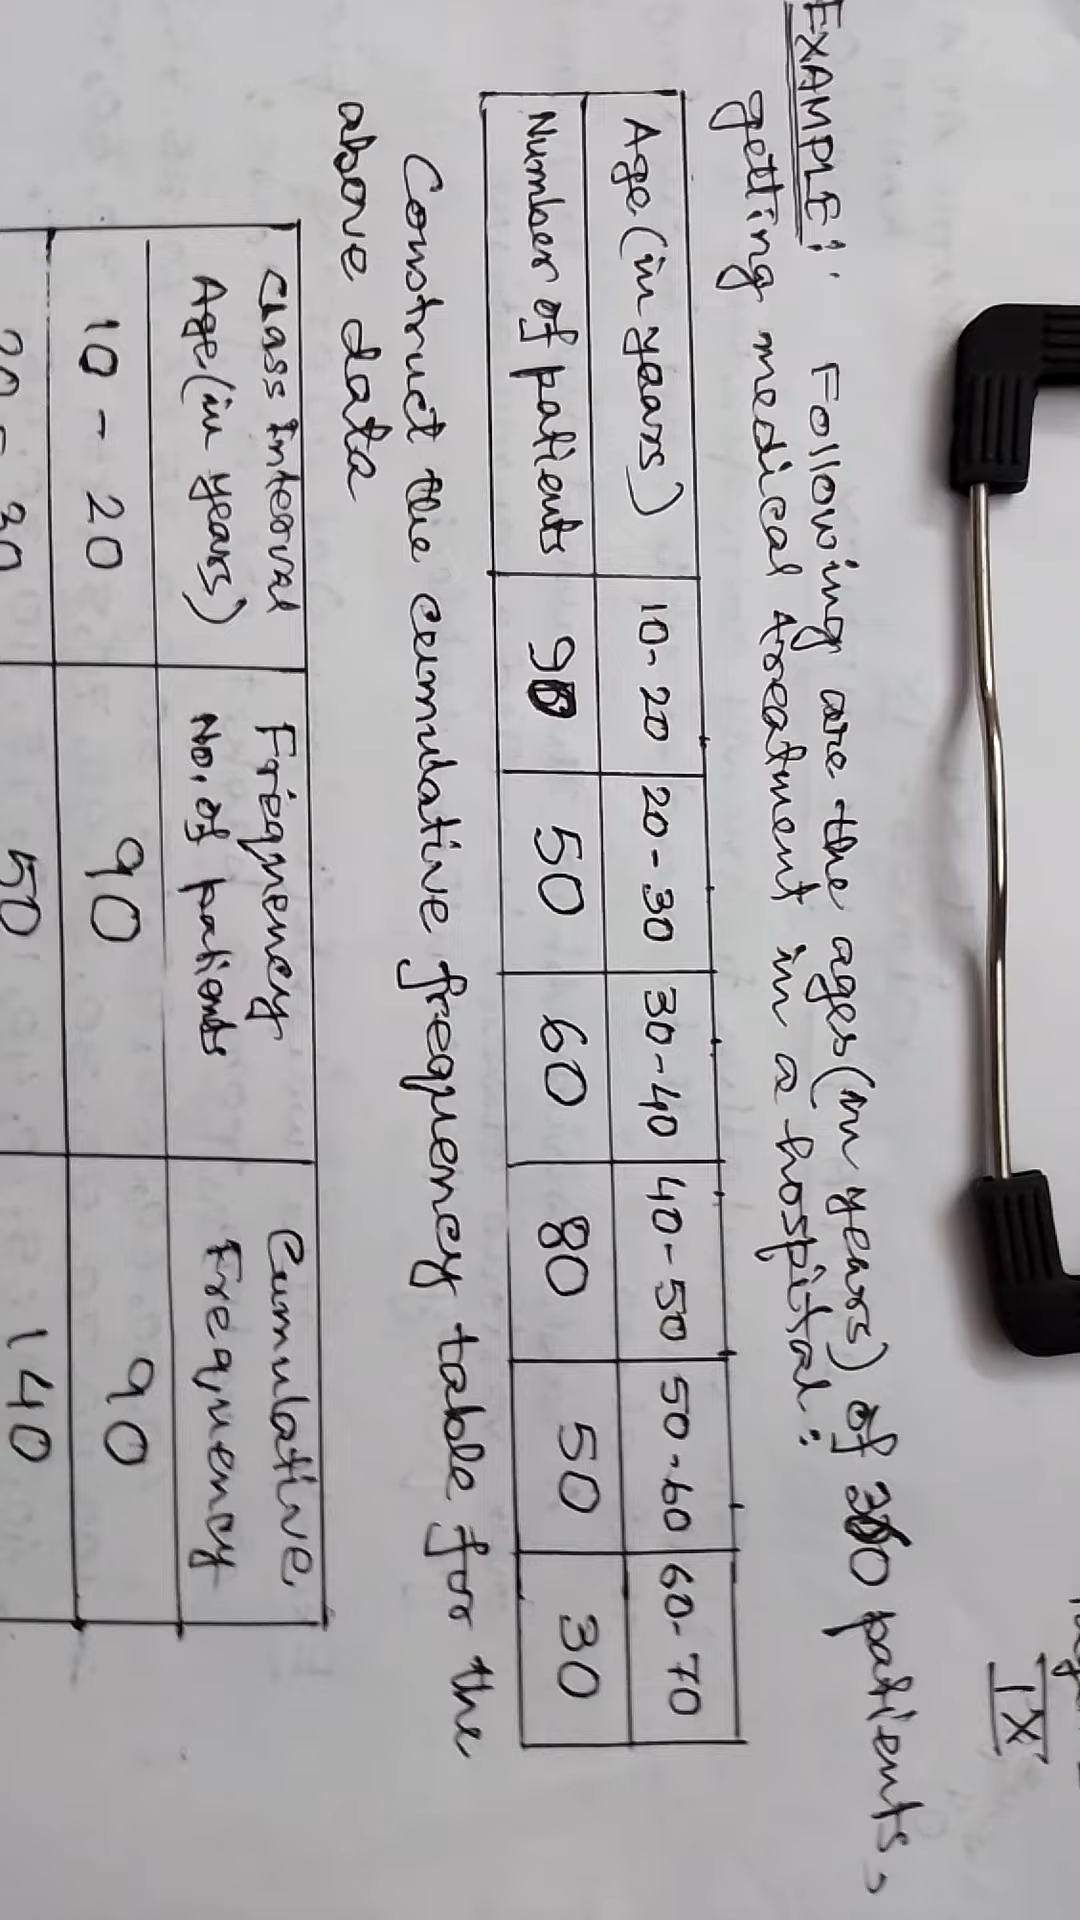 IX
EXAMPLE: Following are the ages (in years) of 360 patients,
getting medical treatment in a hospital:
Age (in years) 10-20 20-30 30-40 40-50 50-60 60-70
Number of patients 90 50 60 80 50 30
Construct the cumulative frequency table for the
above data
Class Interval Frequency Cumulative
Age (in years) No. of patients Frequency
10-20 90 90
20-30 50 140